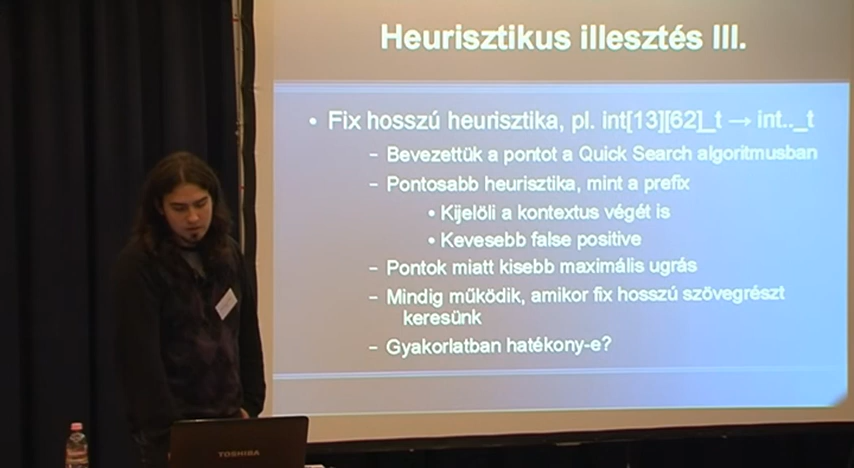 Heurisztikus illesztés III.
• Fix hosszú heurisztika, pl. int[13][62]_t → int.._t
– Bevezettük a pontot a Quick Search algoritmusban
– Pontosabb heurisztika, mint a prefix
• Kijelöli a kontextus végét is
• Kevesebb false positive
– Pontok miatt kisebb maximális ugrás
– Mindig működik, amikor fix hosszú szövegrészt
keresünk
– Gyakorlatban hatékony-e?
TOSHIBA